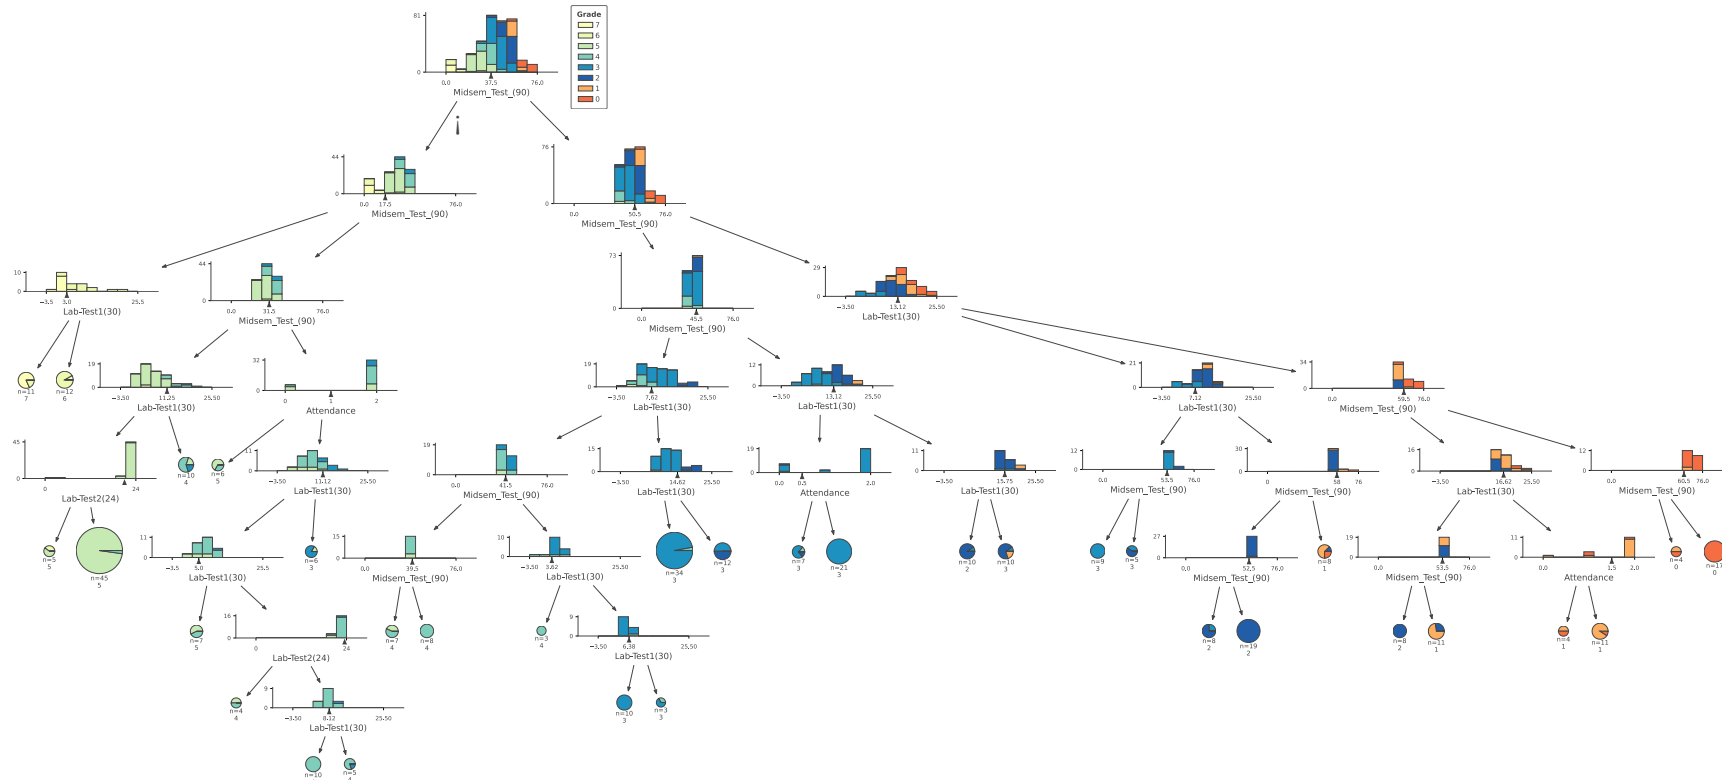 Grade
7
6
5
4
3
2
1
0
81
0
0.0 37.5 76.0
Midsem_Test_(90)
44
0
0.0 17.5 76.0
Midsem_Test_(90)
76
0
0.0 50.5 76.0
Midsem_Test_(90)
10
0
−3.5 3.0 25.5
Lab-Test1(30)
44
0
0.0 31.5 76.0
Midsem_Test_(90)
73
0
0.0 45.5 76.0
Midsem_Test_(90)
29
0
−3.50 13.12 25.50
Lab-Test1(30)
n=11
7
n=12
6
19
0
−3.50 11.25 25.50
Lab-Test1(30)
32
0
0 1 2
Attendance
19
0
−3.50 7.62 25.50
Lab-Test1(30)
12
0
−3.50 13.12 25.50
Lab-Test1(30)
21
0
−3.50 7.12 25.50
Lab-Test1(30)
34
0
0.0 59.5 76.0
Midsem_Test_(90)
45
0
0 24
Lab-Test2(24)
n=10
4
n=6
5
11
0
−3.50 11.12 25.50
Lab-Test1(30)
19
0
0.0 41.5 76.0
Midsem_Test_(90)
15
0
−3.50 14.62 25.50
Lab-Test1(30)
15
0
0.0 0.5 2.0
Attendance
15
0
−3.50 15.75 25.50
Lab-Test1(30)
12
0
0.0 53.5 76.0
Midsem_Test_(90)
30
0
0 58 76
Midsem_Test_(90)
16
0
−3.50 16.62 25.50
Lab-Test1(30)
12
0
0.0 60.5 76.0
Midsem_Test_(90)
n=5
5
n=45
5
11
0
−3.5 5.0 25.5
Lab-Test1(30)
n=6
3
15
0
0.0 39.5 76.0
Midsem_Test_(90)
10
0
−3.50 3.62 25.50
Lab-Test1(30)
n=34
3
n=12
3
n=7
3
n=21
3
n=10
2
n=10
3
n=9
3
n=5
3
27
0
0,0 52.5 76.0
Midsem_Test_(90)
n=8
1
19
0
0.0 53.5 76.0
Midsem_Test_(90)
11
0
0.0 1.5 2.0
Attendance
n=4
0
n=17
0
n=7
5
16
0
0 24
Lab-Test2(24)
n=7
4
n=8
4
n=3
4
9
0
−3.50 6.38 25,50
Lab-Test1(30)
n=8
2
n=19
2
n=8
2
n=11
1
n=4
1
n=11
1
n=4
4
9
0
−3.50 8.12 25.50
Lab-Test1(30)
n=10
3
n=3
3
n=10
n=5